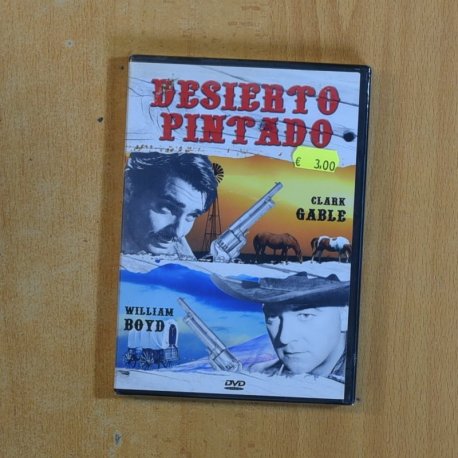 DESIERTO
PINTADO
€ 3,00
CLARK
GABLE
WILLIAM
BOYD
DVD